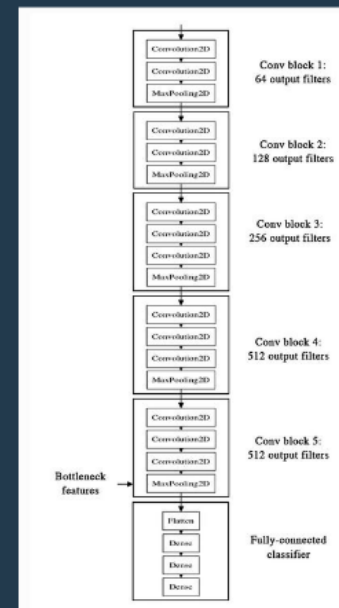 Convolution2D
Convolution2D
MaxPooling2D
Conv block 1:
64 output filters
Convolution2D
Convolution2D
MaxPooling2D
Conv block 2:
128 output filters
Convolution2D
Convolution2D
Convolution2D
MaxPooling2D
Conv block 3:
256 output filters
Convolution2D
Convolution2D
Convolution2D
MaxPooling2D
Conv block 4:
512 output filters
Convolution2D
Convolution2D
Convolution2D
MaxPooling2D
Conv block 5:
512 output filters
Bottleneck
features
Flatten
Dense
Dense
Dense
Fully-connected
classifier